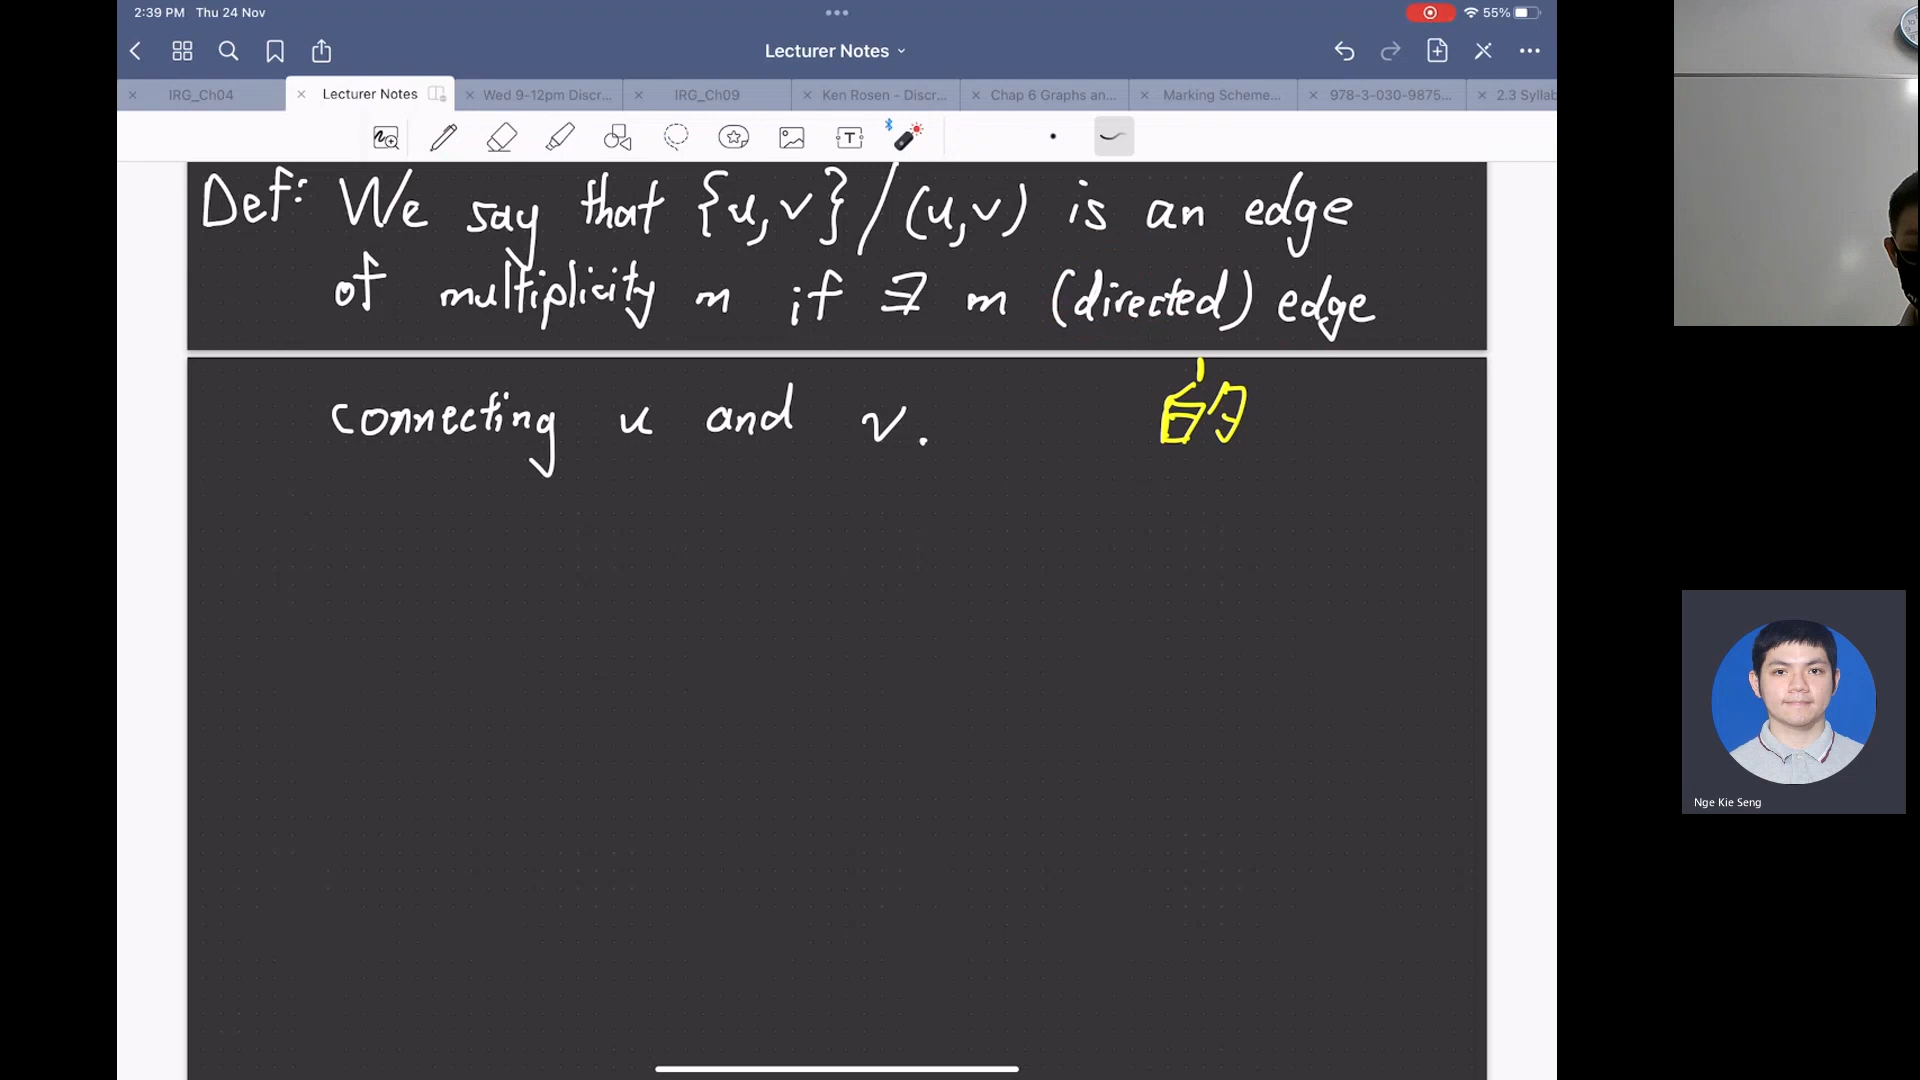 2:39 PM Thu 24 Nov
55%
Lecturer Notes
IRG_Ch04
Lecturer Notes
Wed 9-12pm Discr...
IRG_Ch09
Ken Rosen - Discr...
Chap 6 Graphs an...
Marking Scheme...
978-3-030-9875...
2.3 Syllab
Def: We say that {u,v}/(u,v) is an edge
of multiplicity m if ∃ m (directed) edge
connecting u and v.
的
Nge Kie Seng